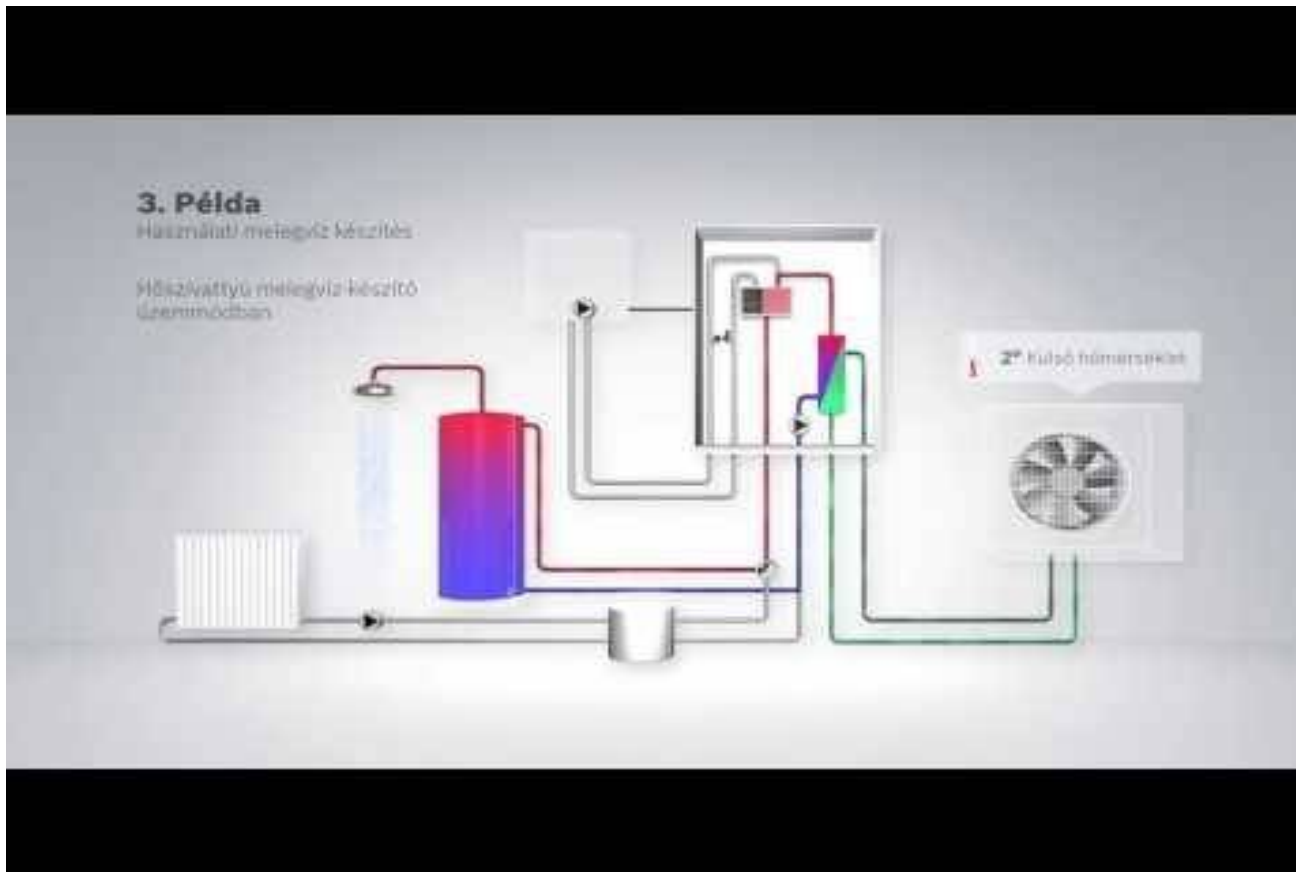 3. Példa
Használati melegvíz készítés
Hőszivattyú melegvíz készítő
üzemmódban
2° Külső hőmérséklet